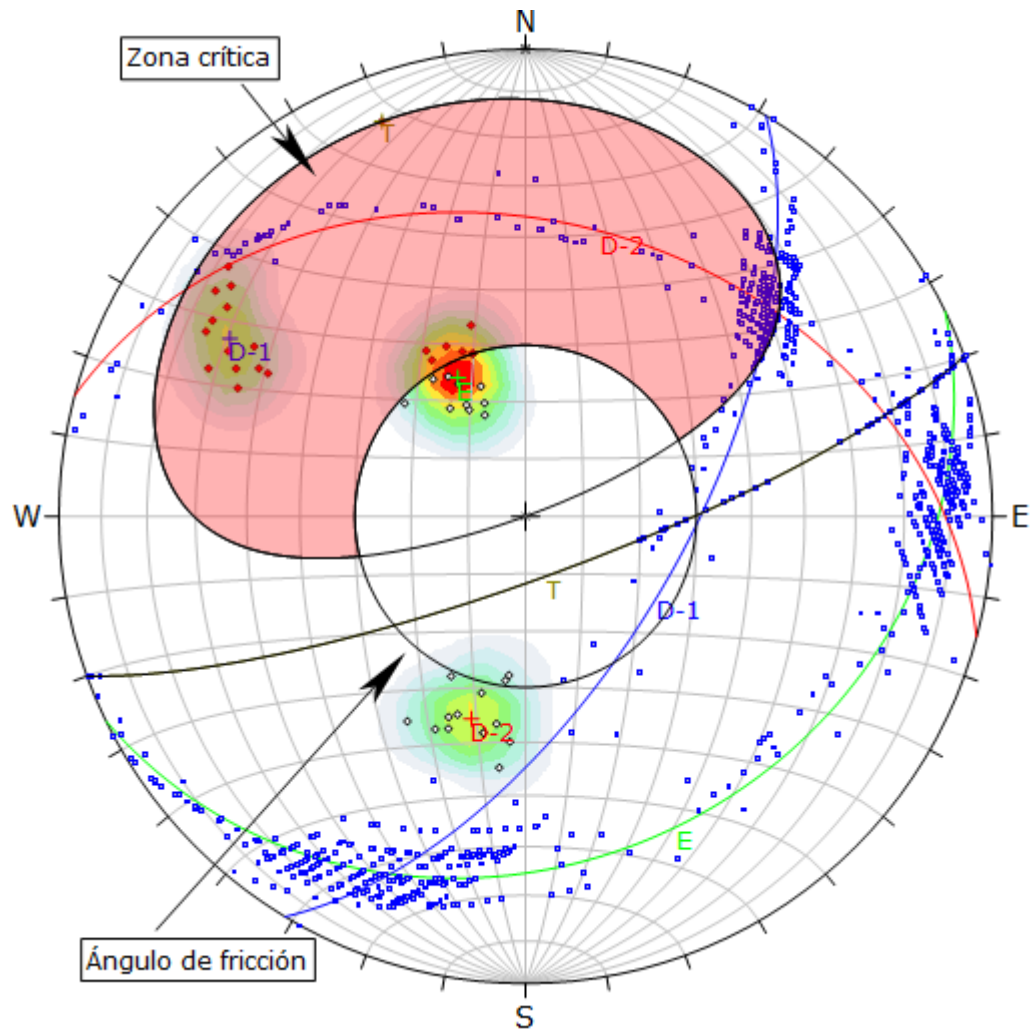 N
Zona crítica
T
D-2
D-1
E
W
E
T
D-1
D-2
E
Ángulo de fricción
S